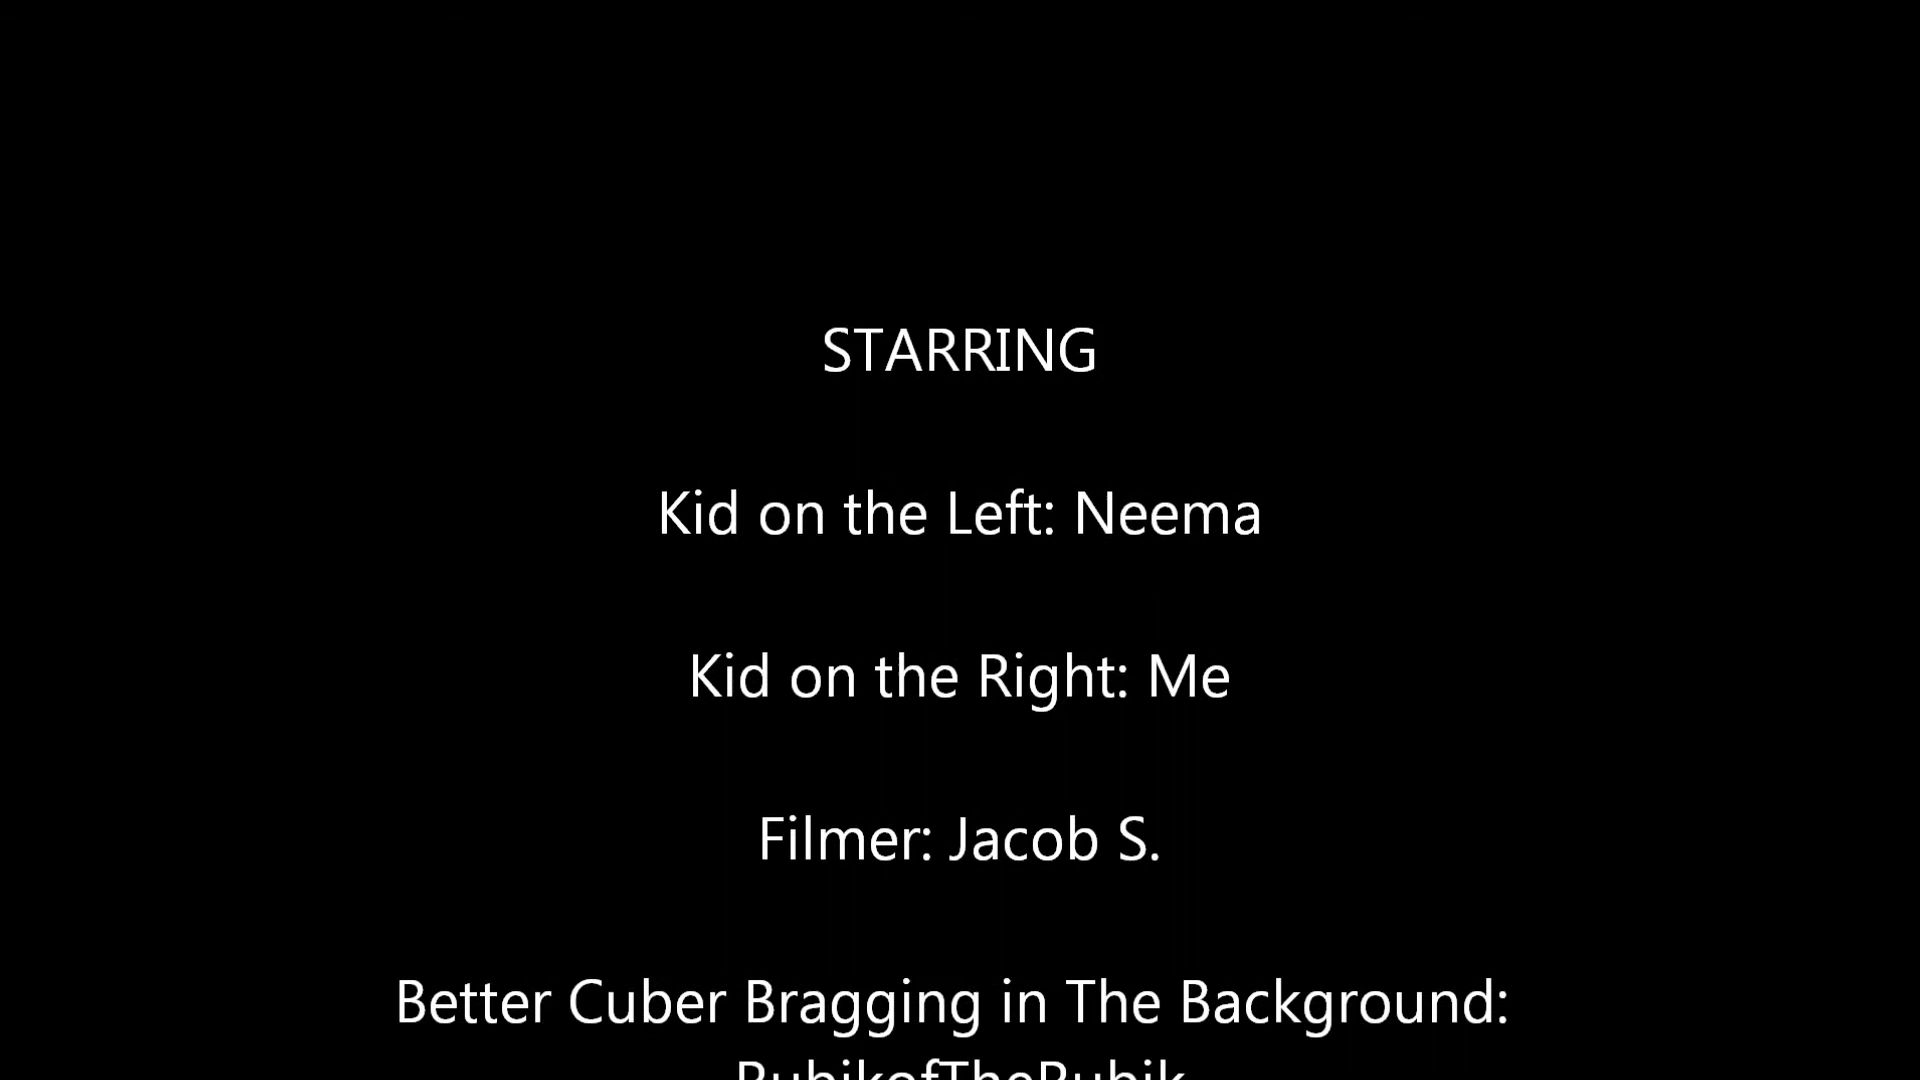 STARRING
Kid on the Left: Neema
Kid on the Right: Me
Filmer: Jacob S.
Better Cuber Bragging in The Background:
RubikofTheRubik